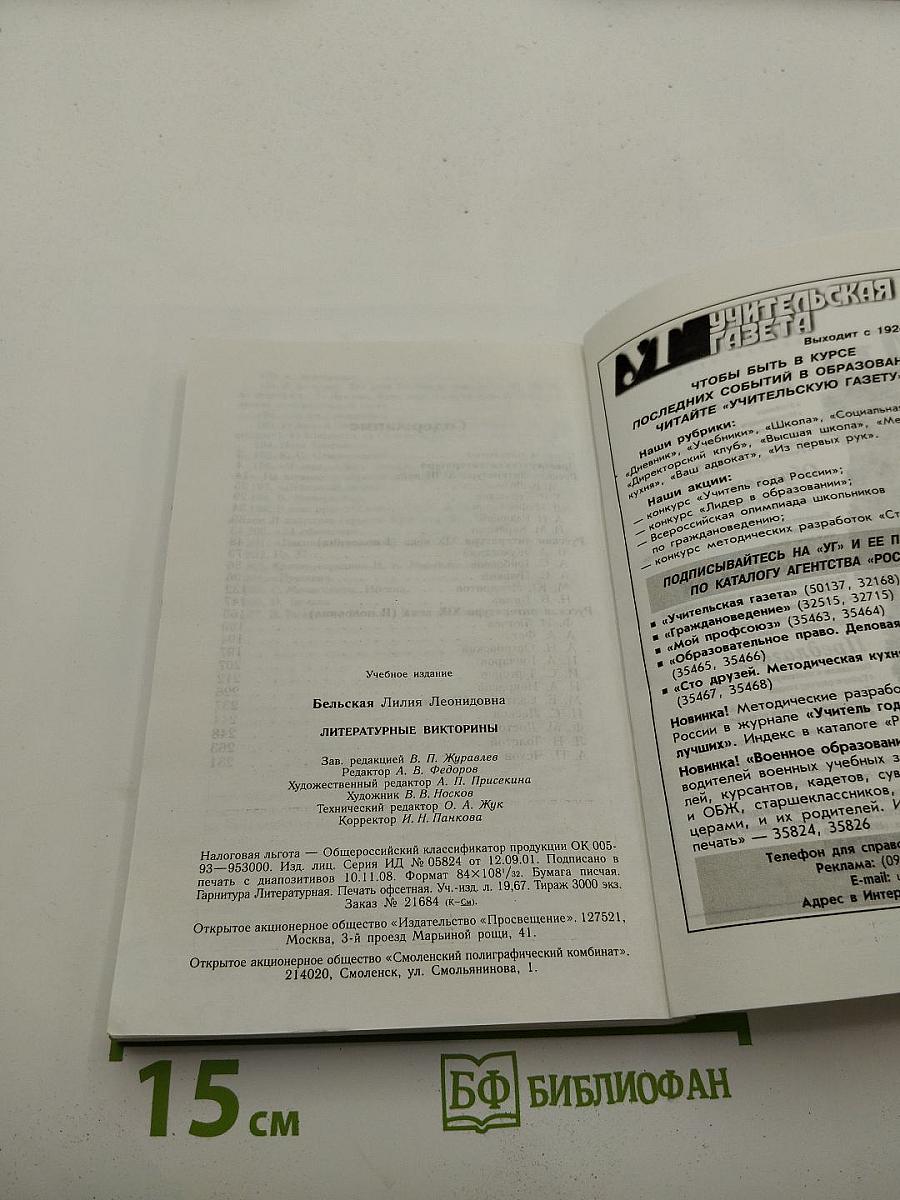 Учебное издание
Бельская Лилия Леонидовна
ЛИТЕРАТУРНЫЕ ВИКТОРИНЫ
Зав. редакцией В. П. Журавлев
Редактор А. В. Федоров
Художественный редактор А. П. Присекина
Художник В. В. Носков
Технический редактор О. А. Жук
Корректор И. Н. Панкова
Налоговая льгота — Общероссийский классификатор продукции ОК 005-
93—953000. Изд. лиц. Серия ИД № 05824 от 12.09.01. Подписано в
печать с диапозитивов 10.11.08. Формат 84×108¹/₃₂. Бумага писчая.
Гарнитура Литературная. Печать офсетная. Уч.-изд. л. 19,67. Тираж 3000 экз.
Заказ № 21684 (к-см).
Открытое акционерное общество «Издательство «Просвещение». 127521,
Москва, 3-й проезд Марьиной рощи, 41.
Открытое акционерное общество «Смоленский полиграфический комбинат».
214020, Смоленск, ул. Смольянинова, 1.
УГ УЧИТЕЛЬСКАЯ
ГАЗЕТА
Выходит с 192
ЧТОБЫ БЫТЬ В КУРСЕ
ПОСЛЕДНИХ СОБЫТИЙ В ОБРАЗОВАН
ЧИТАЙТЕ «УЧИТЕЛЬСКУЮ ГАЗЕТУ»
Наши рубрики:
«Дневник», «Учебники», «Школа», «Социальная
«Директорский клуб», «Высшая школа», «Ме
кухня», «Ваш адвокат», «Из первых рук».
Наши акции:
— конкурс «Учитель года России»;
— конкурс «Лидер в образовании»;
— Всероссийская олимпиада школьников
по граждановедению;
— конкурс методических разработок «Ст
ПОДПИСЫВАЙТЕСЬ НА «УГ» И ЕЕ П
ПО КАТАЛОГУ АГЕНТСТВА «РОС
▪ «Учительская газета» (50137, 32168)
▪ «Граждановедение» (32515, 32715)
▪ «Мой профсоюз» (35463, 35464)
▪ «Образовательное право. Деловая
(35465, 35466)
▪ «Сто друзей. Методическая кухня
(35467, 35468)
Новинка! Методические разрабо
России в журнале «Учитель год
лучших». Индекс в каталоге «Р
Новинка! «Военное образовани
водителей военных учебных з
лей, курсантов, кадетов, сув
и ОБЖ, старшеклассников,
церами, и их родителей. И
печать» — 35824, 35826
Телефон для справо
Реклама: (09
E-mail: u
Адрес в Интер
15 см
БФ БИБЛИОФАН